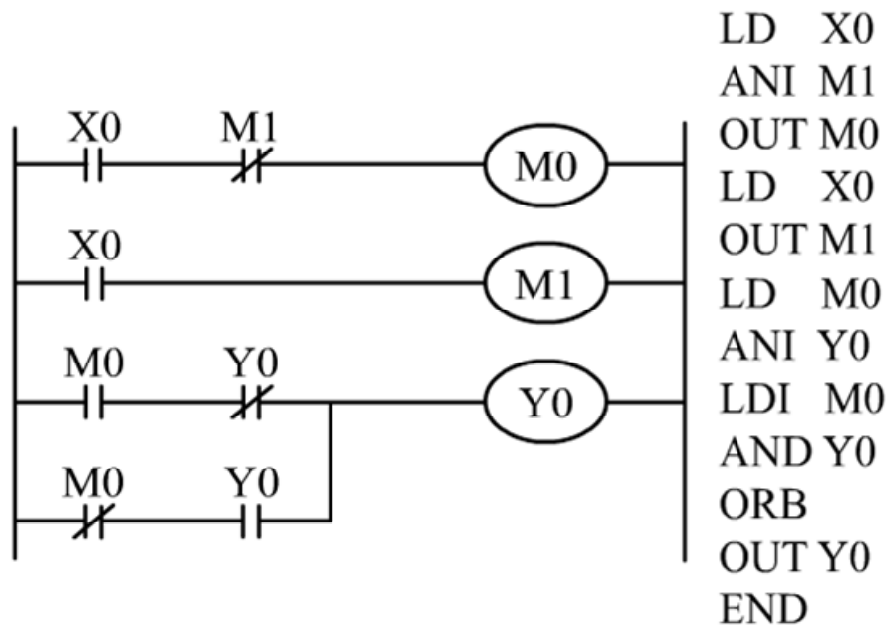 X0 M1
M0
X0
M1
M0 Y0
Y0
M0 Y0
LD X0
ANI M1
OUT M0
LD X0
OUT M1
LD M0
ANI Y0
LDI M0
AND Y0
ORB
OUT Y0
END